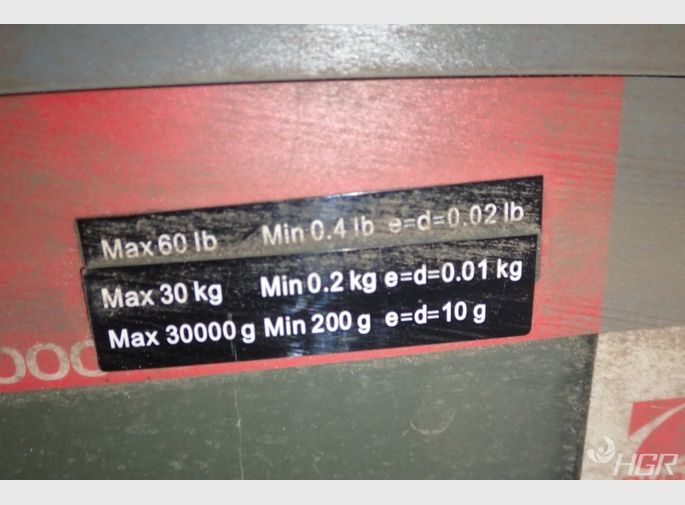 Max 60 lb Min 0.4 lb e=d=0.02 lb
Max 30 kg Min 0.2 kg e=d=0.01 kg
Max 30000 g Min 200 g e=d=10 g
000
HGR